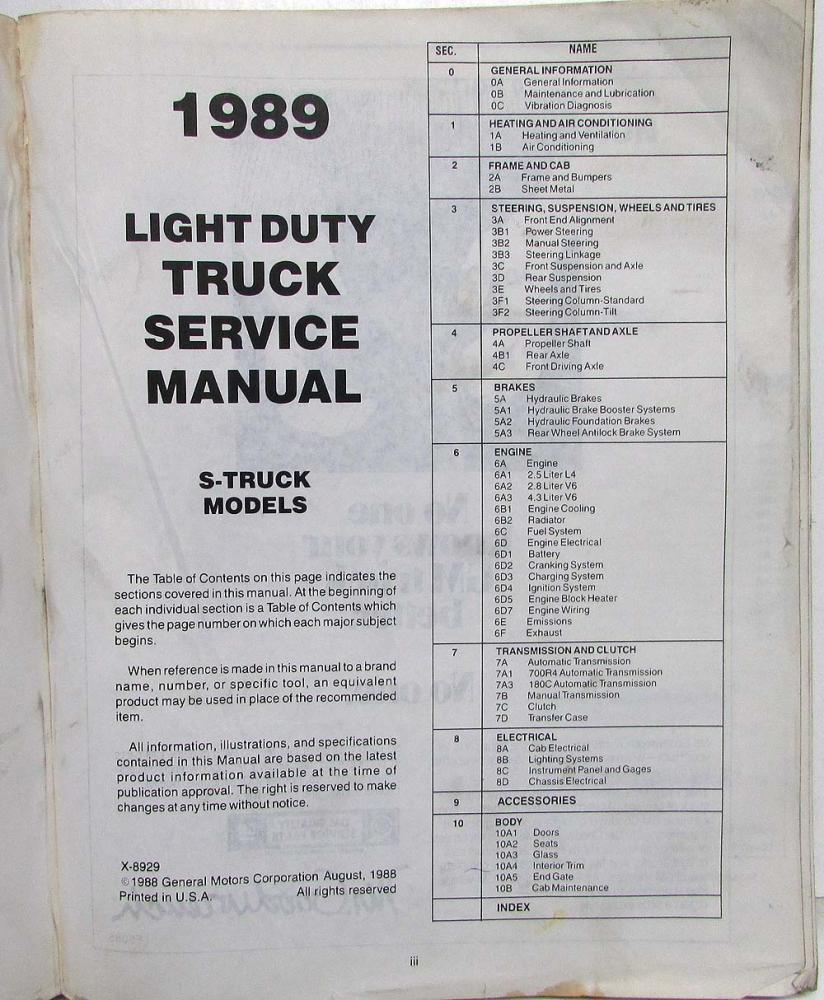 1989
LIGHT DUTY
TRUCK
SERVICE
MANUAL
S-TRUCK
MODELS
The Table of Contents on this page indicates the
sections covered in this manual. At the beginning of
each individual section is a Table of Contents which
gives the page number on which each major subject
begins.
When reference is made in this manual to a brand
name, number, or specific tool, an equivalent
product may be used in place of the recommended
item.
All information, illustrations, and specifications
contained in this Manual are based on the latest
product information available at the time of
publication approval. The right is reserved to make
changes at any time without notice.
X-8929
©1988 General Motors Corporation August, 1988
Printed in U.S.A. All rights reserved
SEC. NAME
0 GENERAL INFORMATION
0A General Information
0B Maintenance and Lubrication
0C Vibration Diagnosis
1 HEATING AND AIR CONDITIONING
1A Heating and Ventilation
1B Air Conditioning
2 FRAME AND CAB
2A Frame and Bumpers
2B Sheet Metal
3 STEERING, SUSPENSION, WHEELS AND TIRES
3A Front End Alignment
3B1 Power Steering
3B2 Manual Steering
3B3 Steering Linkage
3C Front Suspension and Axle
3D Rear Suspension
3E Wheels and Tires
3F1 Steering Column-Standard
3F2 Steering Column-Tilt
4 PROPELLER SHAFT AND AXLE
4A Propeller Shaft
4B1 Rear Axle
4C Front Driving Axle
5 BRAKES
5A Hydraulic Brakes
5A1 Hydraulic Brake Booster Systems
5A2 Hydraulic Foundation Brakes
5A3 Rear Wheel Antilock Brake System
6 ENGINE
6A Engine
6A1 2.5 Liter L4
6A2 2.8 Liter V6
6A3 4.3 Liter V6
6B1 Engine Cooling
6B2 Radiator
6C Fuel System
6D Engine Electrical
6D1 Battery
6D2 Cranking System
6D3 Charging System
6D4 Ignition System
6D5 Engine Block Heater
6D7 Engine Wiring
6E Emissions
6F Exhaust
7 TRANSMISSION AND CLUTCH
7A Automatic Transmission
7A1 700R4 Automatic Transmission
7A3 180C Automatic Transmission
7B Manual Transmission
7C Clutch
7D Transfer Case
8 ELECTRICAL
8A Cab Electrical
8B Lighting Systems
8C Instrument Panel and Gages
8D Chassis Electrical
9 ACCESSORIES
10 BODY
10A1 Doors
10A2 Seats
10A3 Glass
10A4 Interior Trim
10A5 End Gate
10B Cab Maintenance
INDEX
iii